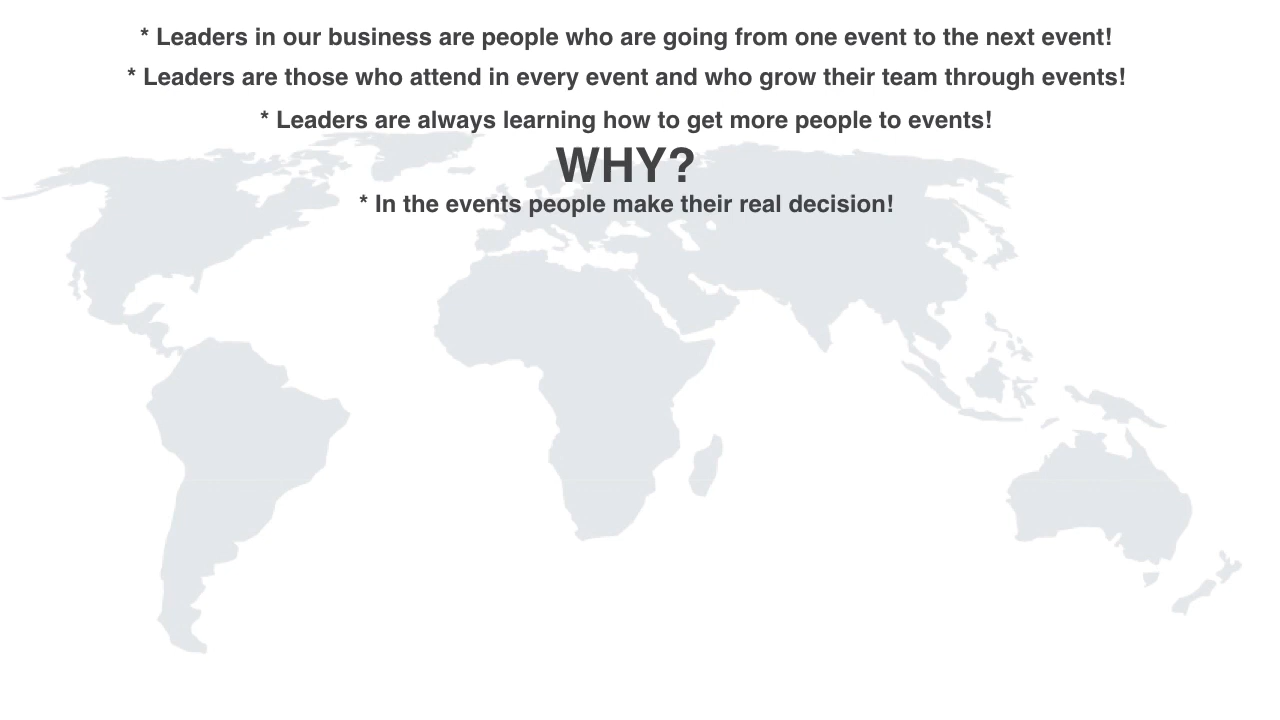 * Leaders in our business are people who are going from one event to the next event!
* Leaders are those who attend in every event and who grow their team through events!
* Leaders are always learning how to get more people to events!
WHY?
* In the events people make their real decision!